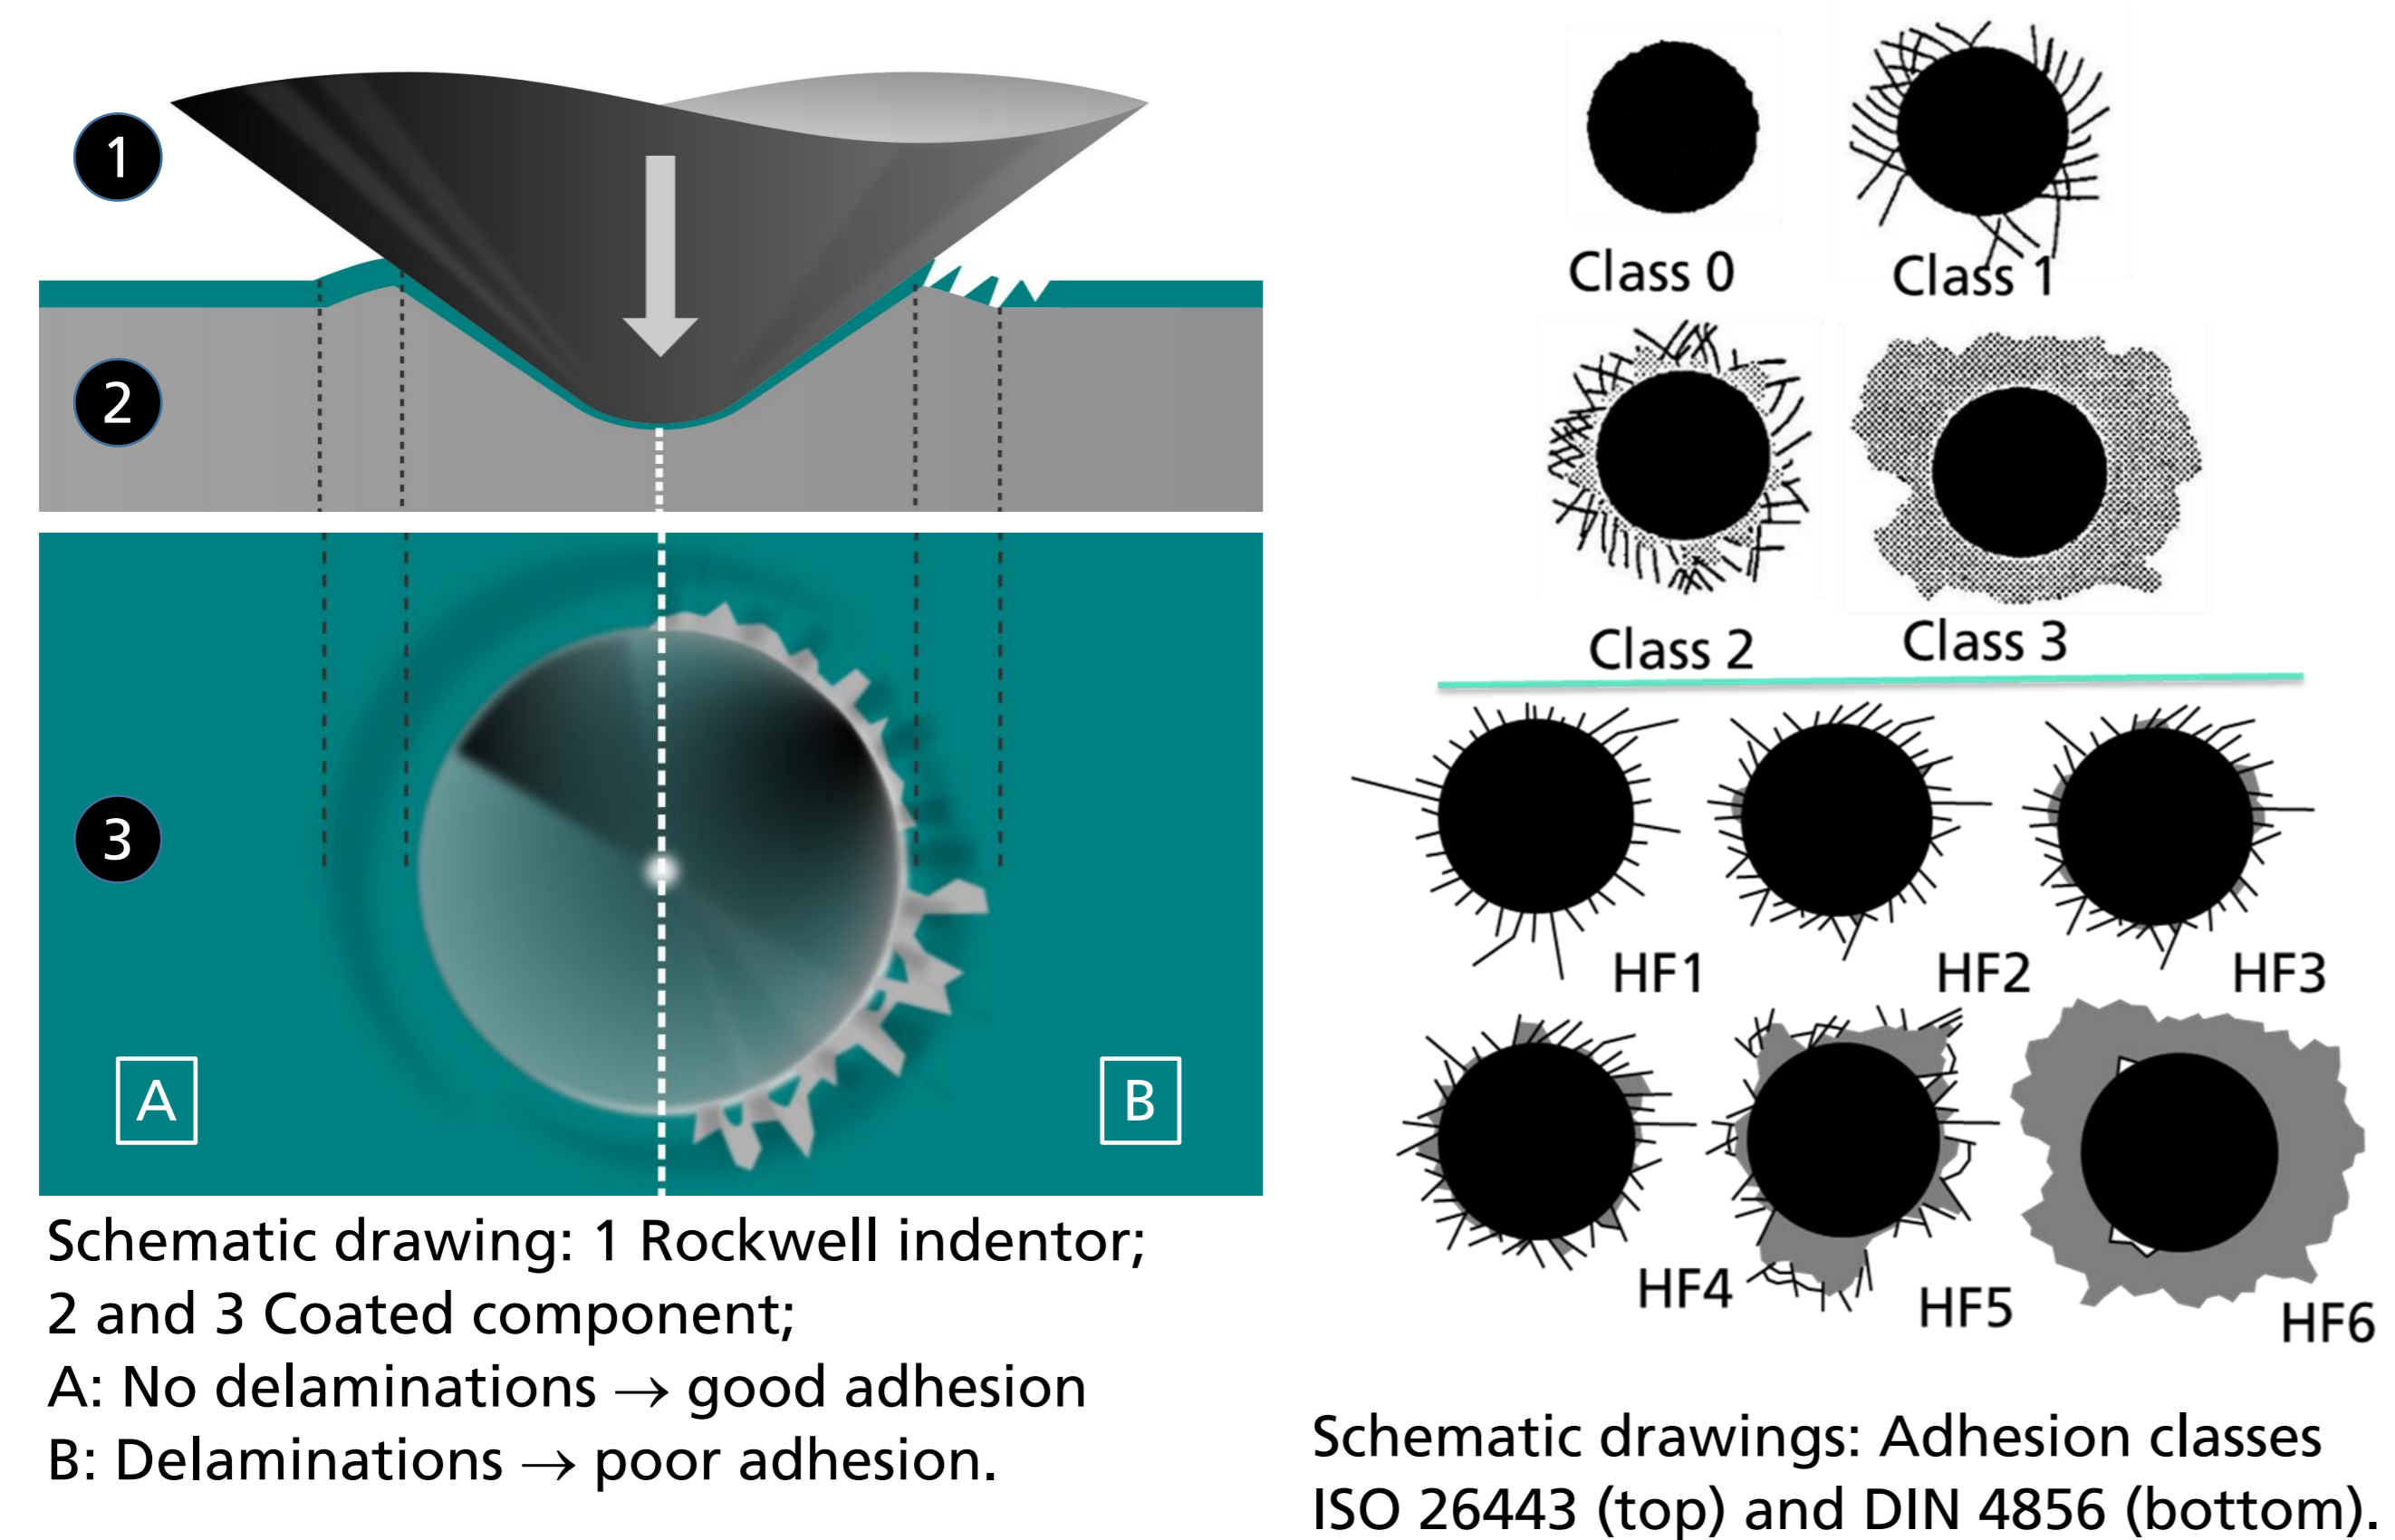 1
2
3
A
B
Schematic drawing: 1 Rockwell indentor;
2 and 3 Coated component;
A: No delaminations → good adhesion
B: Delaminations → poor adhesion.
Class 0
Class 1
Class 2
Class 3
HF1
HF2
HF3
HF4
HF5
HF6
Schematic drawings: Adhesion classes
ISO 26443 (top) and DIN 4856 (bottom).